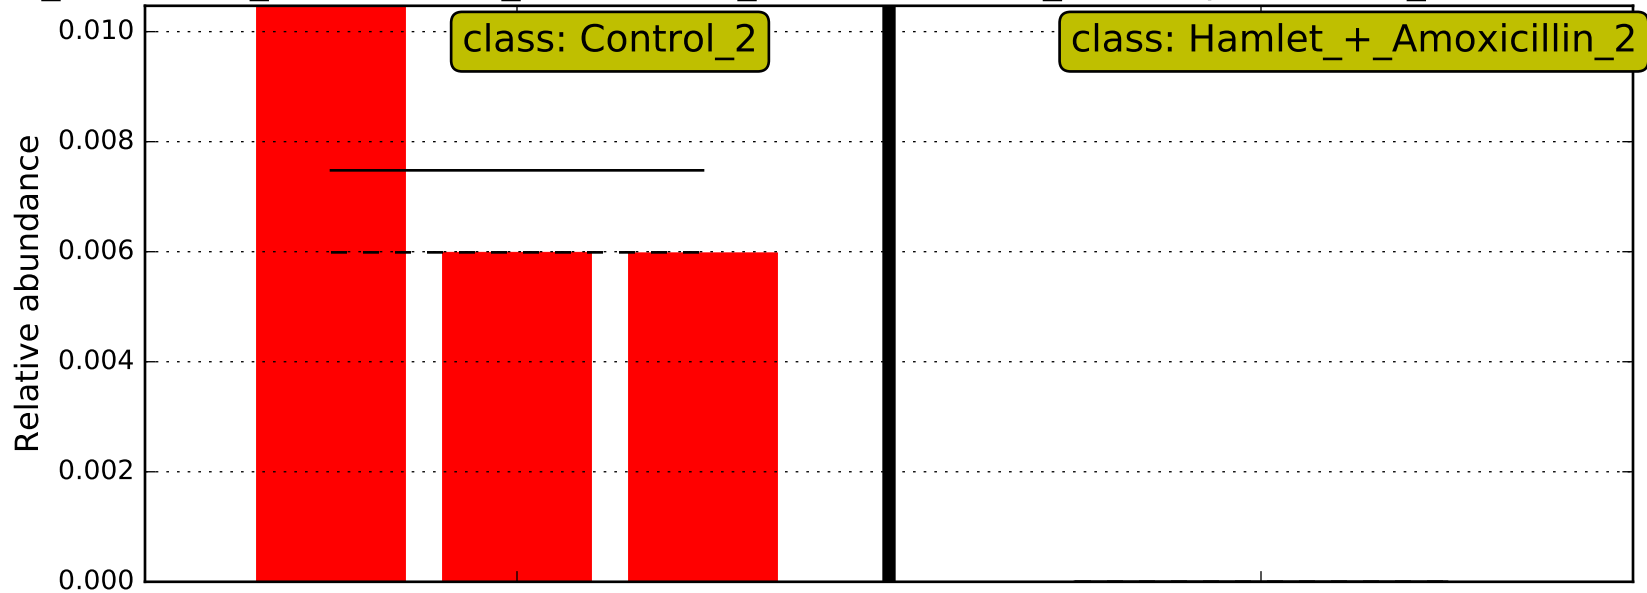 0.010
class: Control_2
class: Hamlet_+_Amoxicillin_2
0.008
0.006
0.004
0.002
0.000
Relative abundance